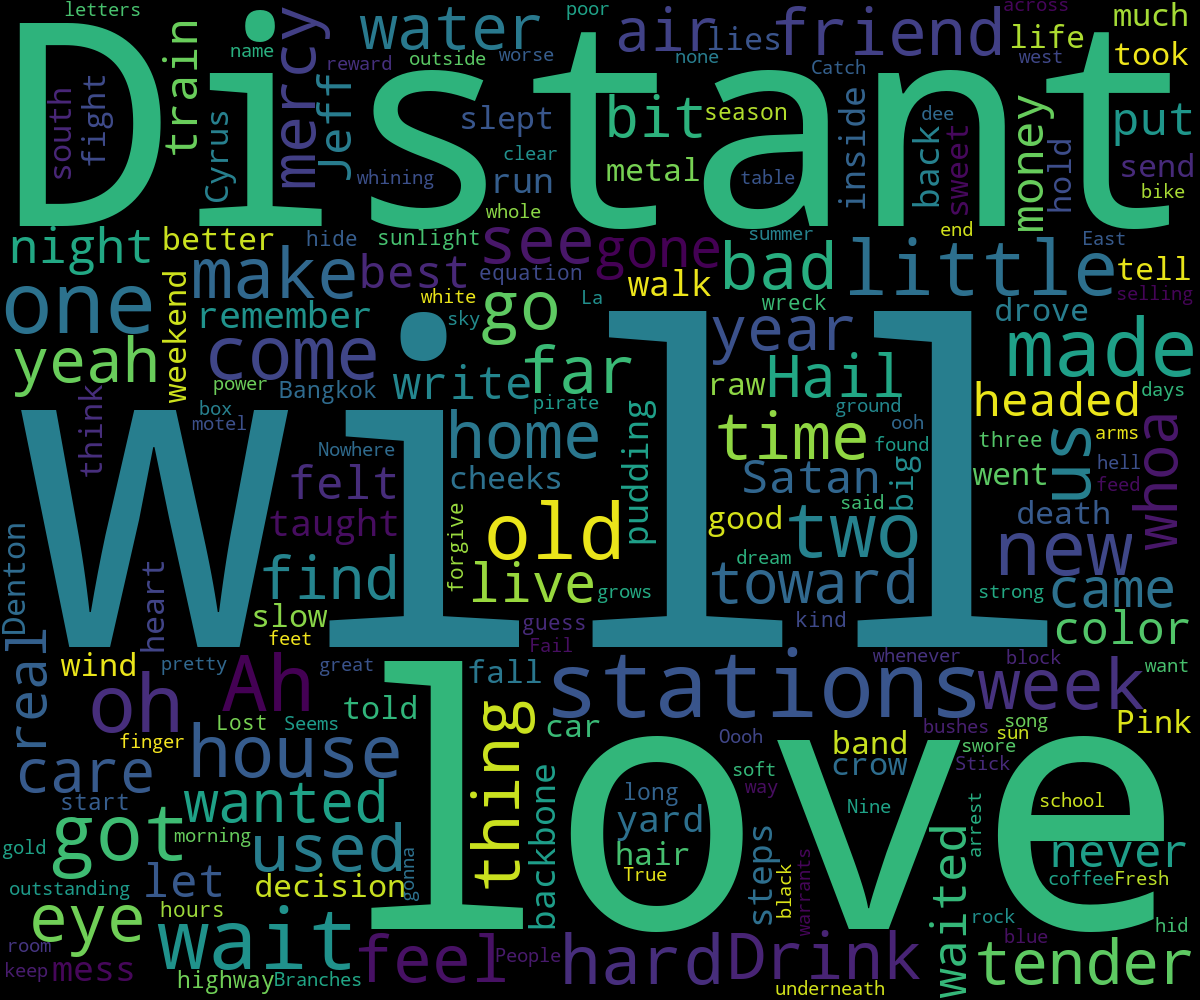 letters
name
water
poor
air
lies
friend
across
life
much
took
Distant
south
fight
train
Cyrus
mercy
reward
Jeff
outside
worse
none
Catch
west
slept
bit
season
inside
back
dee
sweet
money
hold
put
send
bike
clear
whining
run
metal
table
whole
night
better
hide
sunlight
see
gone
summer
end
East
little
tell
one
make
best
equation
bad
selling
weekend
remember
white
sky
go
La
walk
wreck
drove
yeah
come
year
made
power
Bangkok
write
far
raw
Hail
headed
days
think
box
motel
pirate
ground
ooh
Will
Nowhere
home
pudding
time
found
three
us
arms
whoa
felt
cheeks
Satan
big
went
hell
feed
taught
forgive
old
good
said
two
death
Denton
heart
find
live
grows
dream
toward
new
strong
came
slow
feet
guess
Fail
kind
color
real
wind
pretty
great
fall
stations
whenever
block
week
want
oh
Ah
told
thing
car
Lost
Seems
finger
house
Oooh
band
bushes
song
sun
Pink
care
crow
swore
Stick
start
wanted
backbone
soft
way
love
long
yard
Nine
school
gold
got
morning
used
gonna
hair
True
steps
black
warrants
waited
arrest
never
outstanding
let
decision
coffee
Fresh
eye
hours
wait
rock
blue
hid
room
keep
mess
highway
Branches
feel
People
hard
Drink
underneath
tender